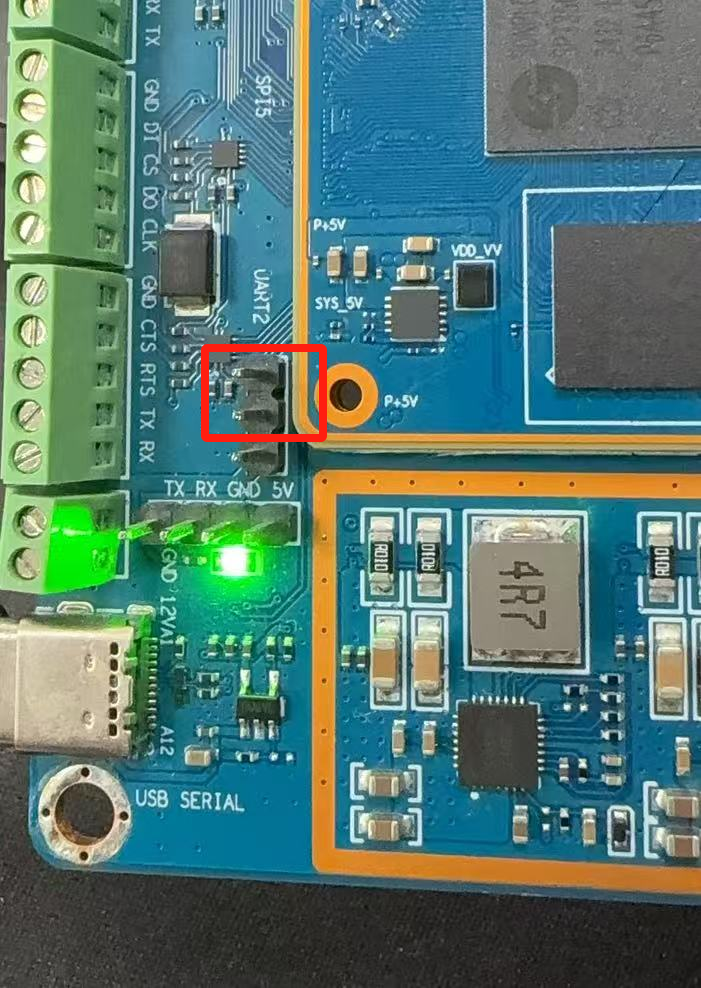 RX TX
SPI5
GND DI CS DO CLK
P+5V
VDD_VV
SYS_5V
UART2
GND CTS RTS TX RX
P+5V
TX RX GND 5V
GND 12V
R010
R010
R010
4R7
AI2
USB SERIAL